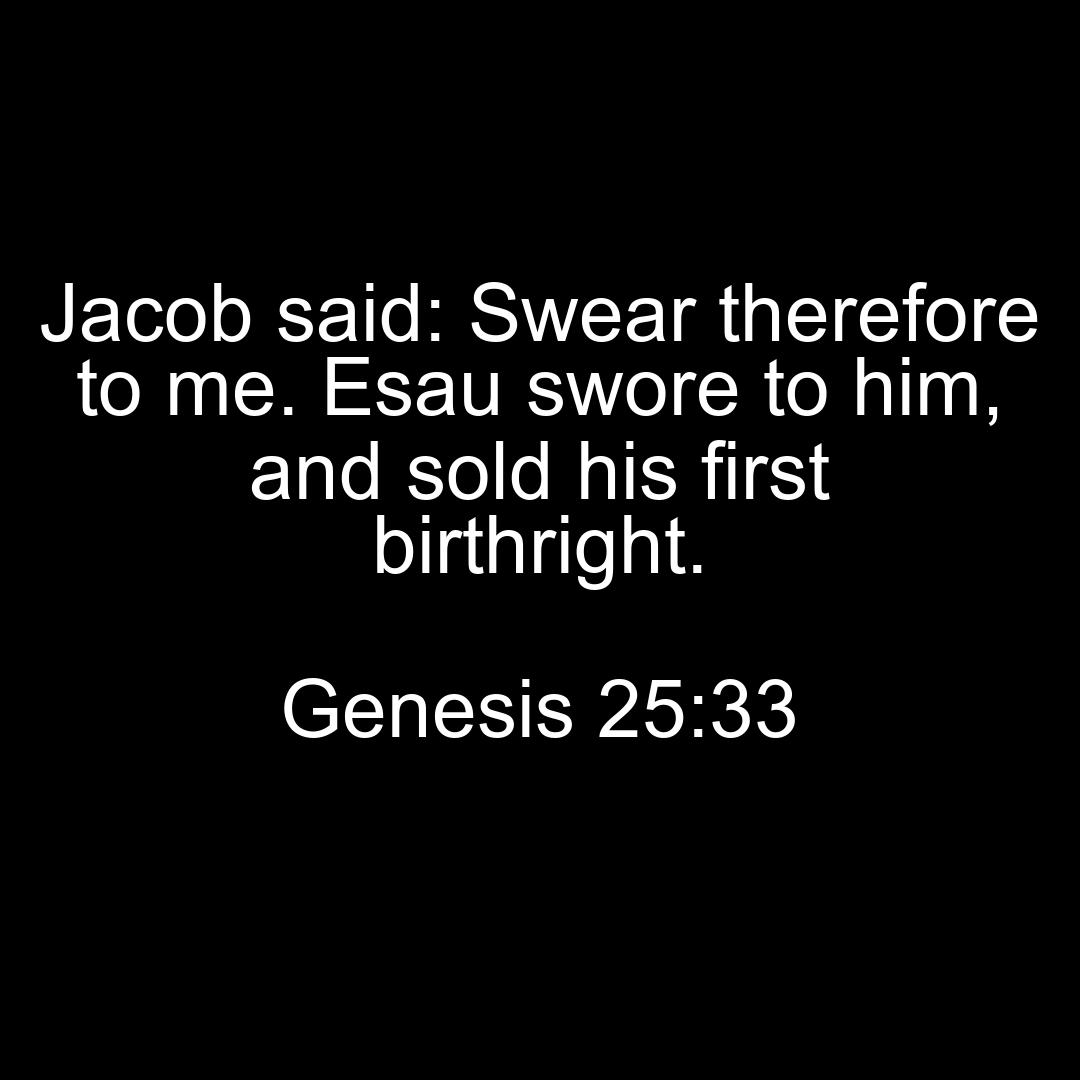 Jacob said: Swear therefore
to me. Esau swore to him,
and sold his first
birthright.
Genesis 25:33